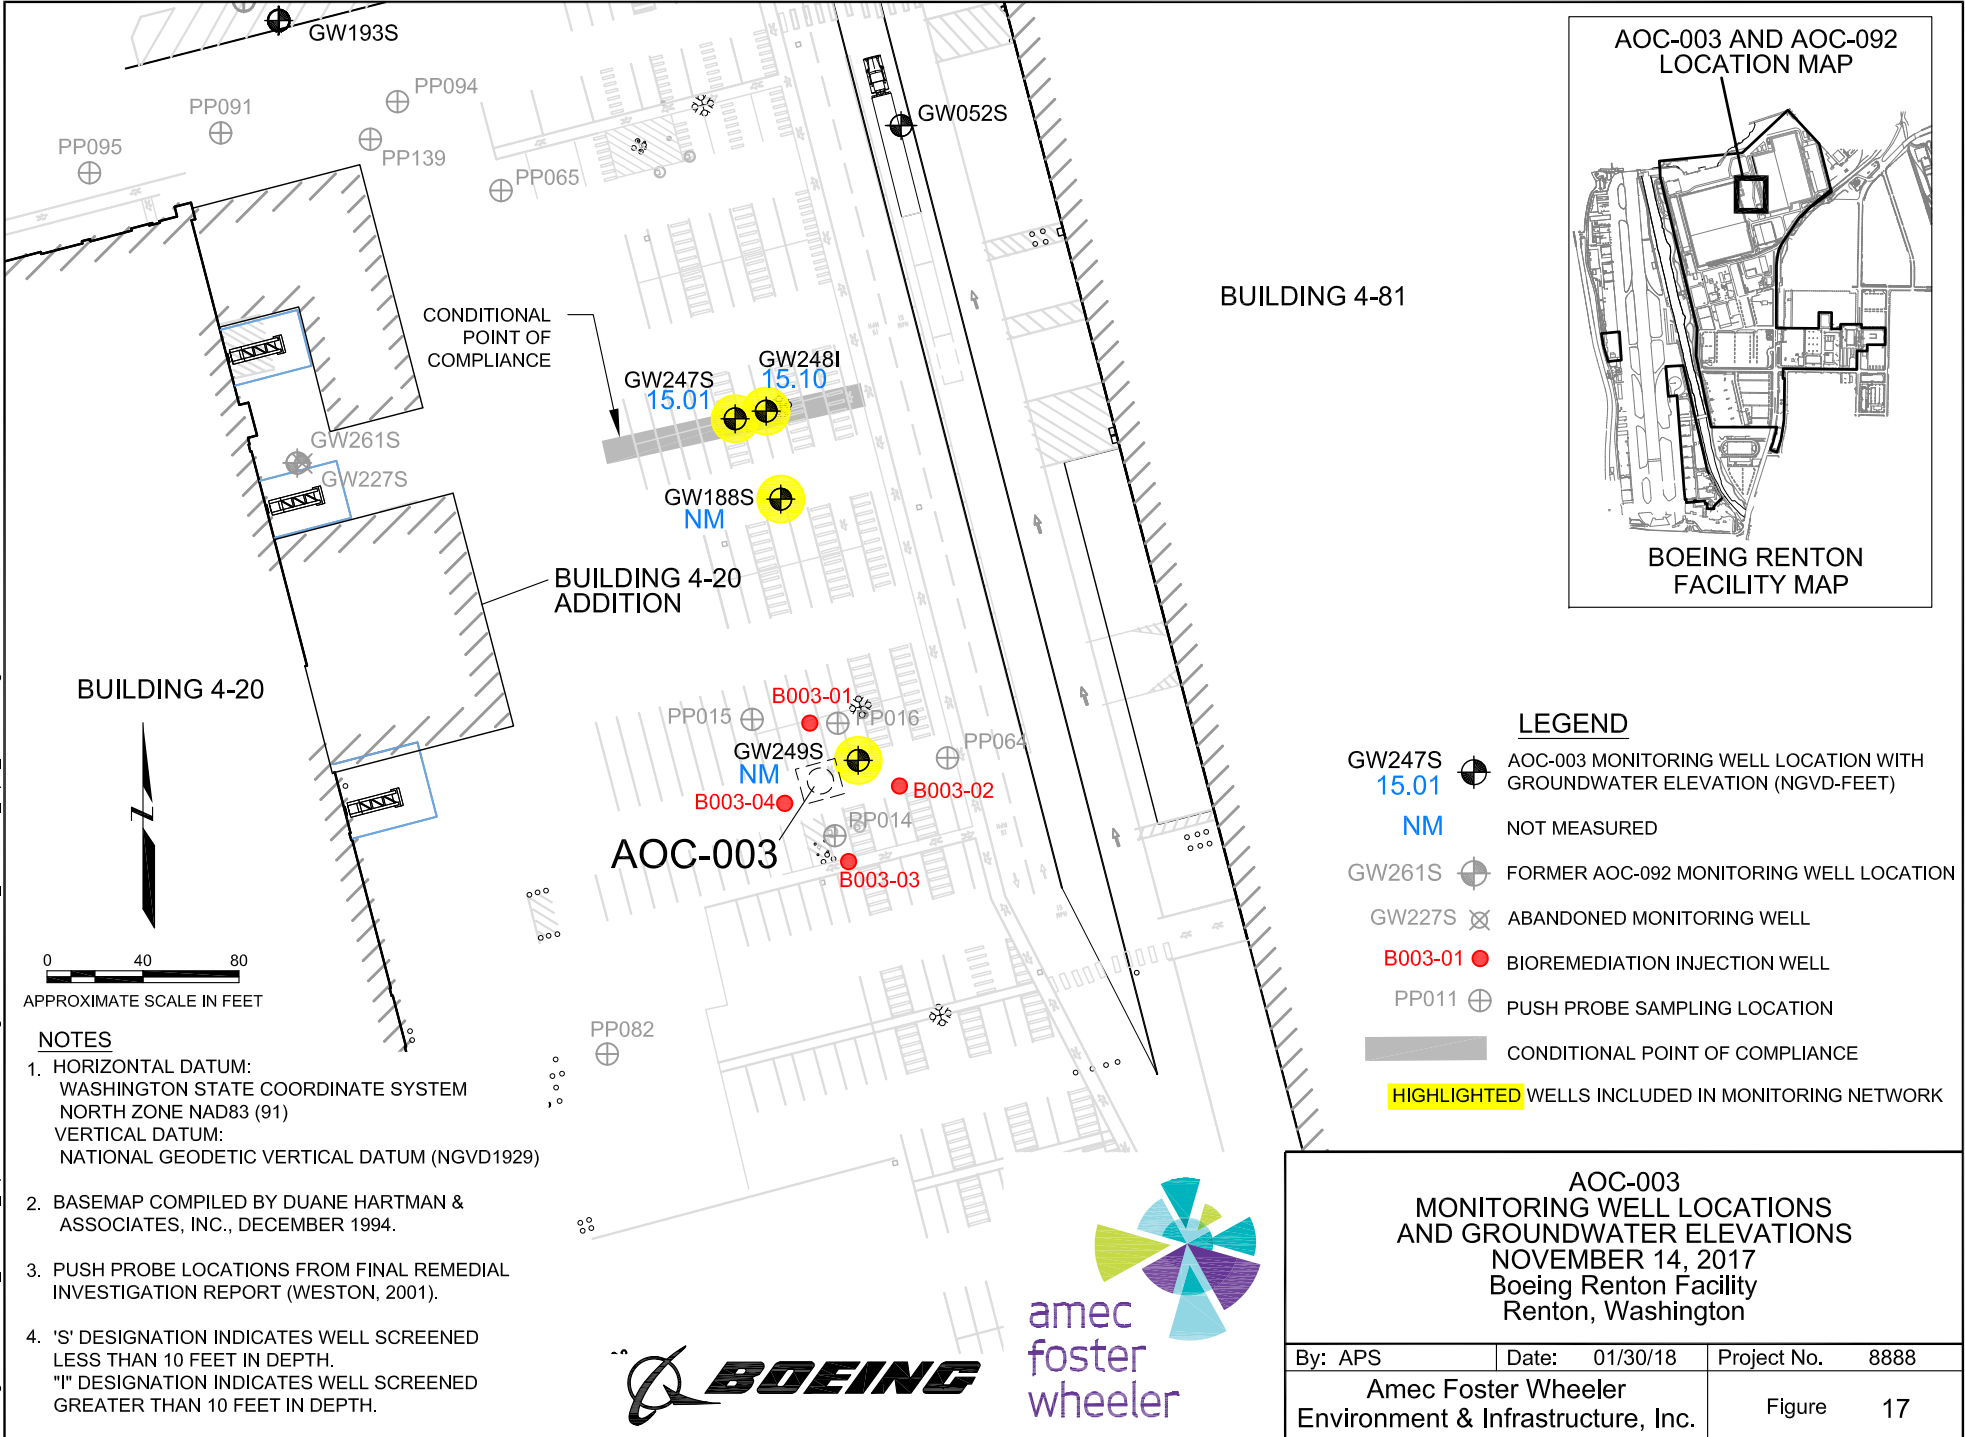 GW193S
PP094
PP091
PP139
PP095
PP065
GW052S
CONDITIONAL
POINT OF
COMPLIANCE
GW248I
15.10
GW247S
15.01
GW261S
GW227S
GW188S
NM
BUILDING 4-20
ADDITION
BUILDING 4-81
BUILDING 4-20
B003-01
PP015
PP016
GW249S
NM
PP064
B003-02
B003-04
PP014
AOC-003
B003-03
PP082
N
0 40 80
APPROXIMATE SCALE IN FEET
NOTES
1. HORIZONTAL DATUM:
WASHINGTON STATE COORDINATE SYSTEM
NORTH ZONE NAD83 (91)
VERTICAL DATUM:
NATIONAL GEODETIC VERTICAL DATUM (NGVD1929)
2. BASEMAP COMPILED BY DUANE HARTMAN &
ASSOCIATES, INC., DECEMBER 1994.
3. PUSH PROBE LOCATIONS FROM FINAL REMEDIAL
INVESTIGATION REPORT (WESTON, 2001).
4. 'S' DESIGNATION INDICATES WELL SCREENED
LESS THAN 10 FEET IN DEPTH.
"I" DESIGNATION INDICATES WELL SCREENED
GREATER THAN 10 FEET IN DEPTH.
BOEING
amec
foster
wheeler
AOC-003 AND AOC-092
LOCATION MAP
BOEING RENTON
FACILITY MAP
LEGEND
GW247S
15.01
AOC-003 MONITORING WELL LOCATION WITH
GROUNDWATER ELEVATION (NGVD-FEET)
NM NOT MEASURED
GW261S FORMER AOC-092 MONITORING WELL LOCATION
GW227S ABANDONED MONITORING WELL
B003-01 BIOREMEDIATION INJECTION WELL
PP011 PUSH PROBE SAMPLING LOCATION
CONDITIONAL POINT OF COMPLIANCE
HIGHLIGHTED WELLS INCLUDED IN MONITORING NETWORK
AOC-003
MONITORING WELL LOCATIONS
AND GROUNDWATER ELEVATIONS
NOVEMBER 14, 2017
Boeing Renton Facility
Renton, Washington
By: APS Date: 01/30/18 Project No. 8888
Amec Foster Wheeler
Environment & Infrastructure, Inc.
Figure 17